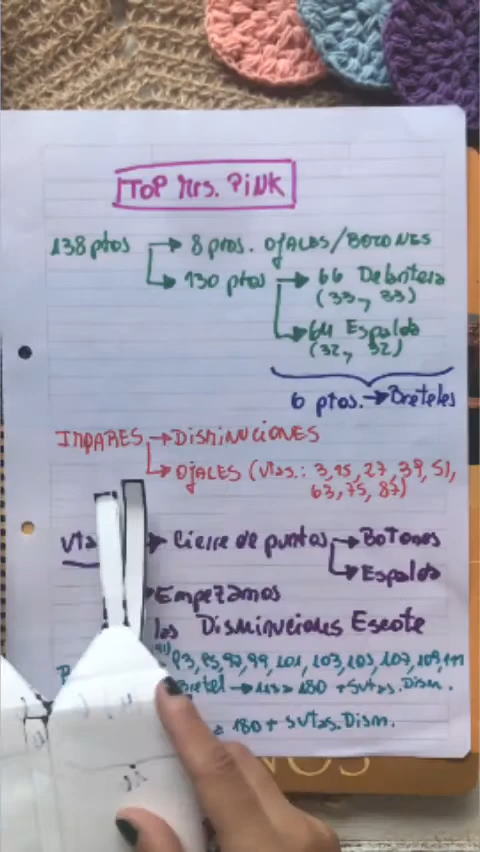 TOP Mrs. PINK
138 ptos → 8 ptos. OJALES/BOTONES
→ 130 ptos → 66 Delantera
(33, 33)
→ 64 Espalda
(32, 32)
6 ptos. → Breteles
IMPARES → DISMINUCIONES
→ OJALES (vtas.: 3, 15, 27, 39, 51,
63, 75, 87)
Cierre de puntos → Botones
→ Espalda
Empezamos
las Disminuciones Escote
93, 95, 97, 99, 101, 103, 105, 107, 109, 111
180 + 5vtas. Dism.
= 180 + 5vtas. Dism.